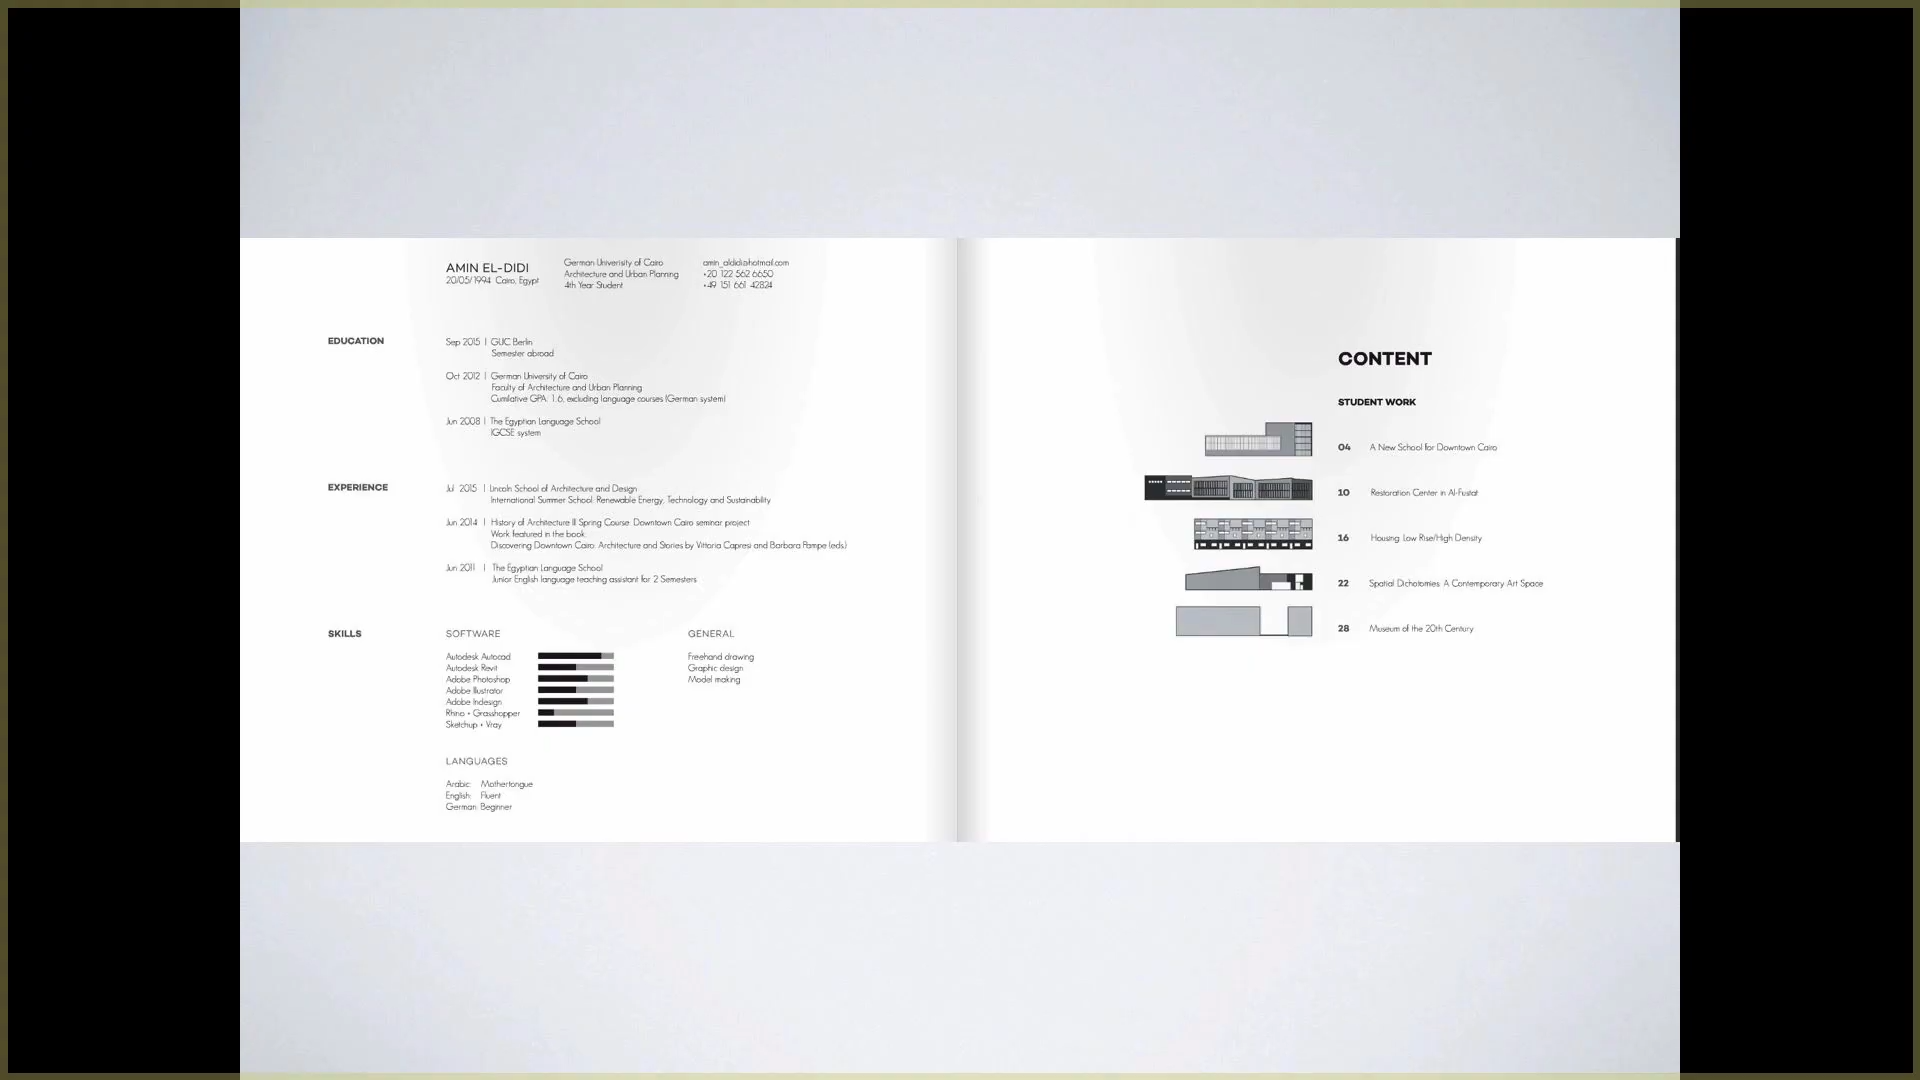 AMIN EL-DIDI
20/05/1994 Cairo, Egypt
German Univerisity of Cairo
Architecture and Urban Planning
4th Year Student
amin_aldidi@hotmail.com
+20 122 562 6650
+49 151 661 42824
EDUCATION
Sep 2015 | GUC Berlin
Semester abroad
Oct 2012 | German University of Cairo
Faculty of Architecture and Urban Planning
Cumilative GPA: 1.6, excluding language courses (German system)
Jun 2008 | The Egyptian Language School
IGCSE system
EXPERIENCE
Jul 2015 | Lincoln School of Architecture and Design
International Summer School: Renewable Energy, Technology and Sustainability
Jun 2014 | History of Architecture III Spring Course: Downtown Cairo seminar project
Work featured in the book:
Discovering Downtown Cairo: Architecture and Stories by Vittoria Capresi and Barbara Pampe (eds.)
Jun 2011 | The Egyptian Language School
Junior English language teaching assistant for 2 Semesters
SKILLS
SOFTWARE
Autodesk Autocad
Autodesk Revit
Adobe Photoshop
Adobe Illustrator
Adobe Indesign
Rhino + Grasshopper
Sketchup + Vray
GENERAL
Freehand drawing
Graphic design
Model making
LANGUAGES
Arabic: Mothertongue
English: Fluent
German: Beginner
CONTENT
STUDENT WORK
04 A New School for Downtown Cairo
10 Restoration Center in Al-Fustat
16 Housing: Low Rise/High Density
22 Spatial Dichotomies: A Contemporary Art Space
28 Museum of the 20th Century